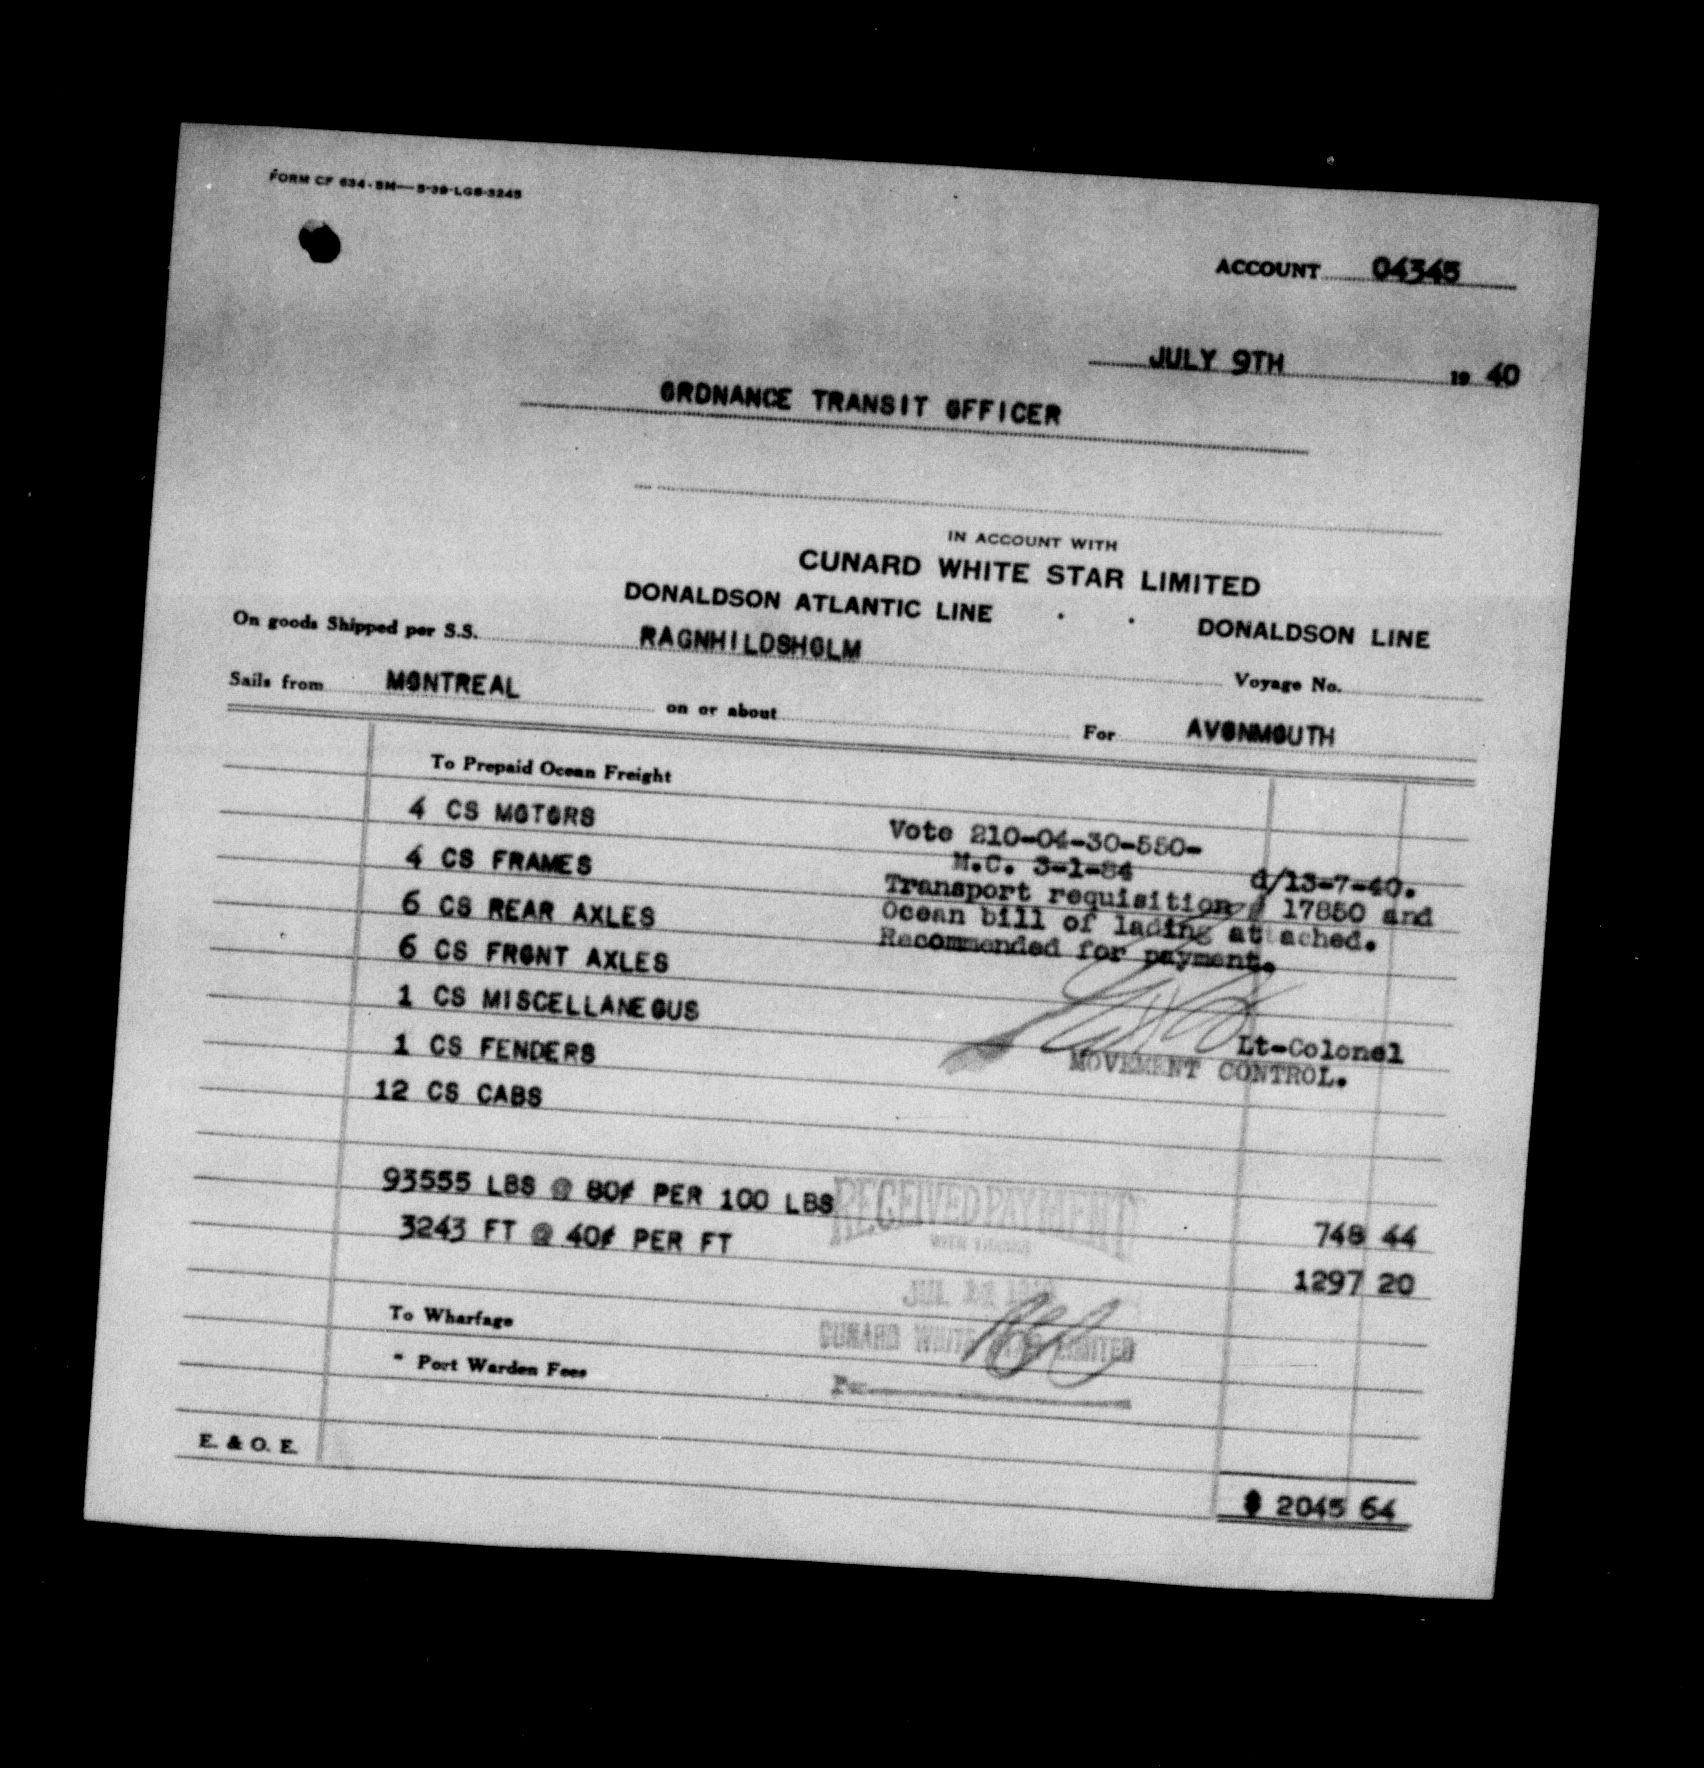 FORM CF 634-5M—5-39-LGS-3245
ACCOUNT 04345
JULY 9TH 19 40
ORDNANCE TRANSIT OFFICER
IN ACCOUNT WITH
CUNARD WHITE STAR LIMITED
DONALDSON ATLANTIC LINE . . DONALDSON LINE
On goods Shipped per S.S. RAGNHILDSHOLM Voyage No.
Sails from MONTREAL on or about For AVONMOUTH
To Prepaid Ocean Freight
4 CS MOTORS
4 CS FRAMES
6 CS REAR AXLES
6 CS FRONT AXLES
1 CS MISCELLANEOUS
1 CS FENDERS
12 CS CABS
Vote 210-04-30-550-
M.C. 3-1-84 d/13-7-40.
Transport requisition # 17850 and
Ocean bill of lading attached.
Recommended for payment.
Lt-Colonel
MOVEMENT CONTROL.
93555 LBS @ 80¢ PER 100 LBS 748 44
3243 FT @ 40¢ PER FT 1297 20
RECEIVED PAYMENT
WITH THANKS
JUL
CUNARD WHITE STAR LIMITED
Per
To Wharfage
" Port Warden Fees
E. & O. E.
$ 2045 64